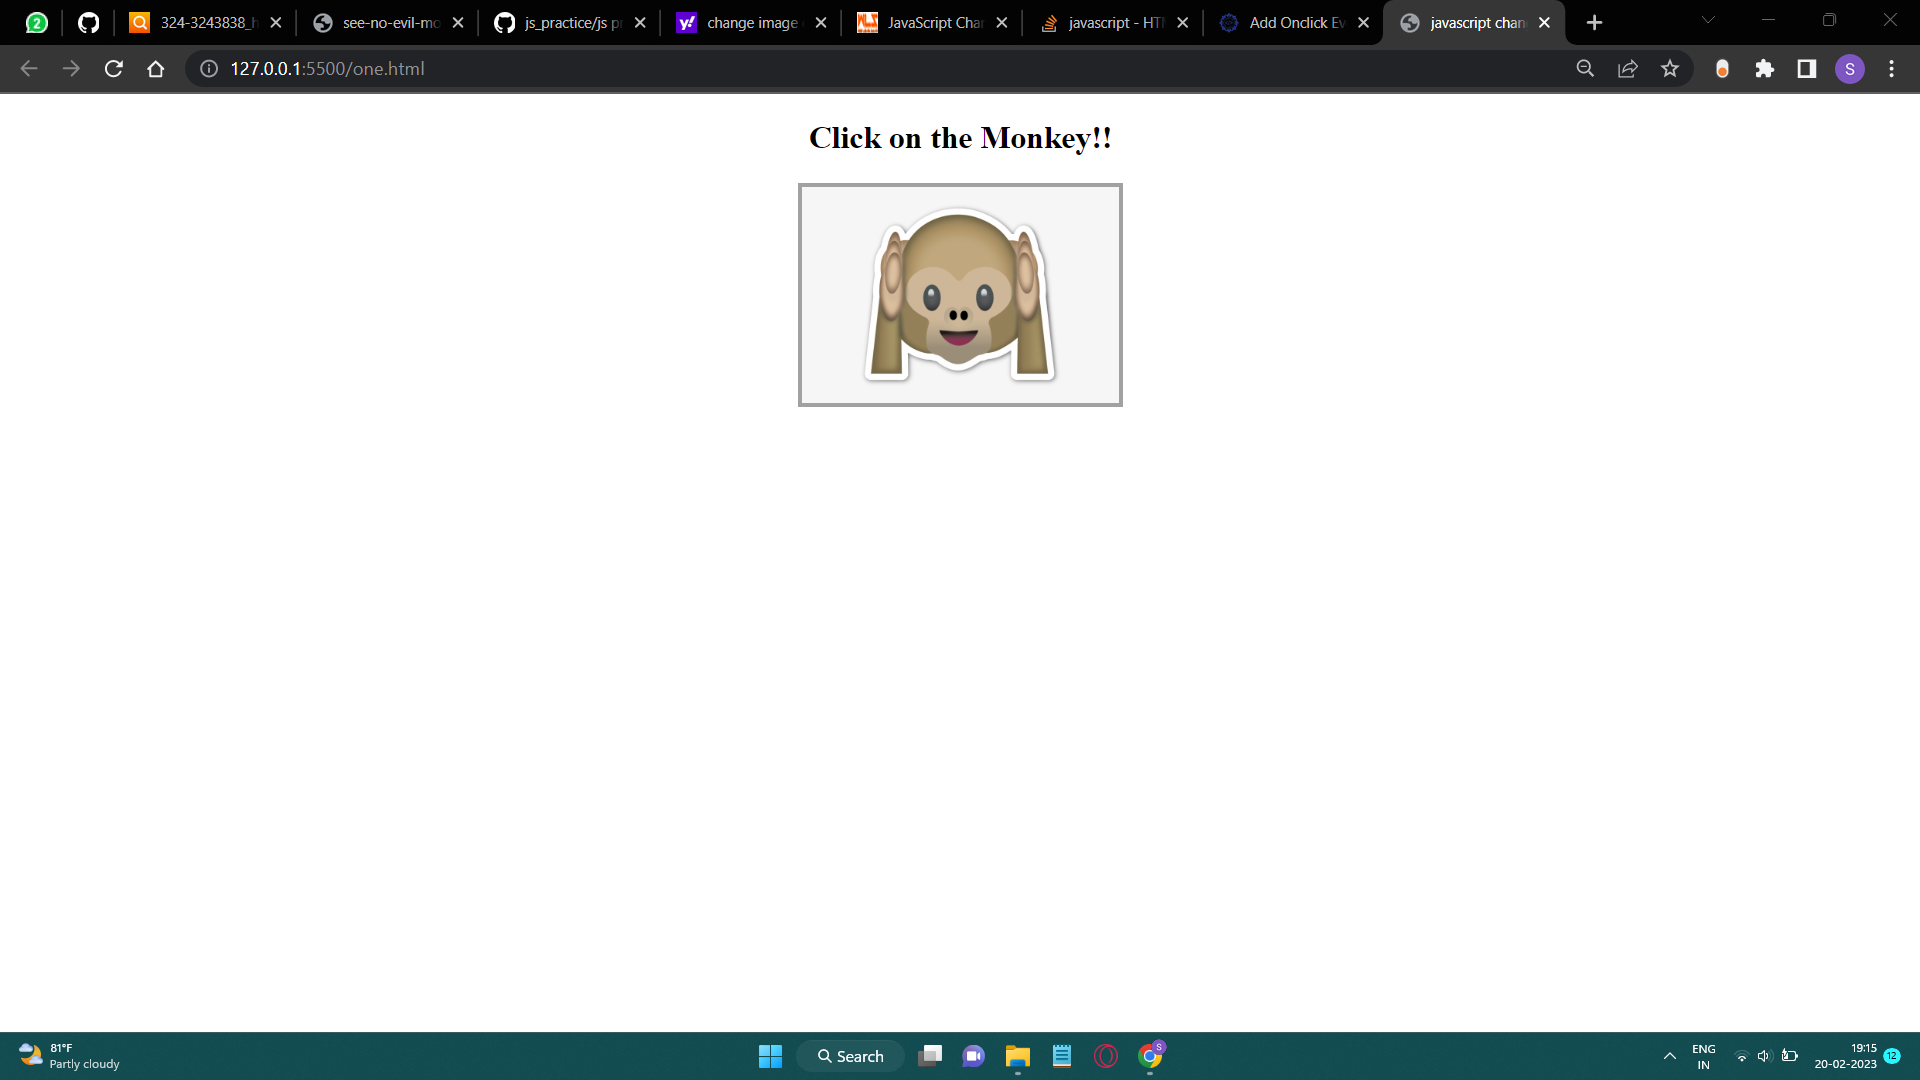 2
324-3243838_h
see-no-evil-mo
js_practice/js pr
y!
change image
NLS
JavaScript Char
javascript - HTM
Add Onclick Ev
javascript chan
127.0.0.1:5500/one.html
S
Click on the Monkey!!
81°F
Partly cloudy
Search
S
ENG
IN
19:15
20-02-2023
12